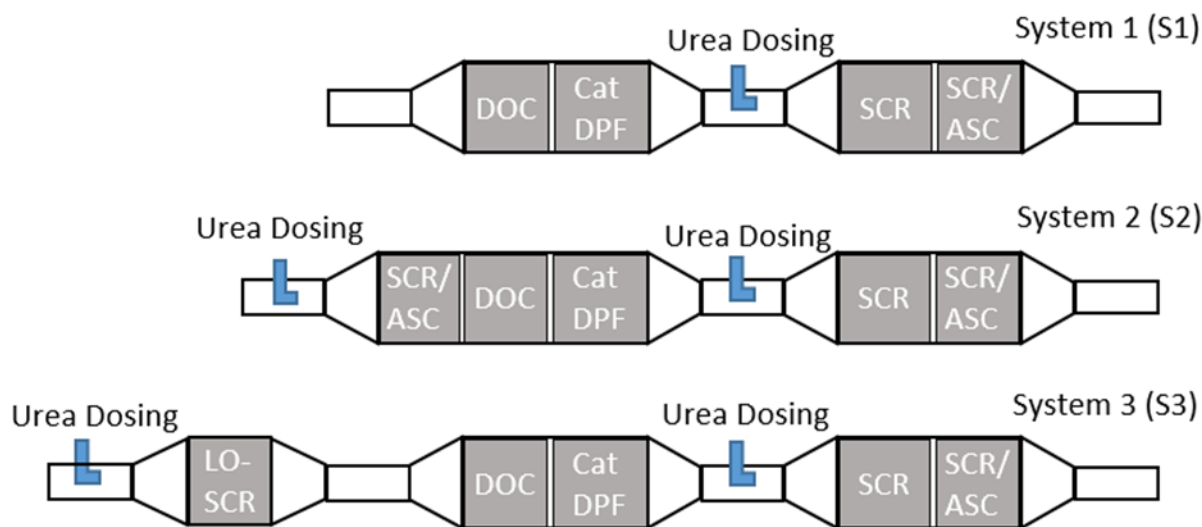 System 1 (S1)
Urea Dosing
DOC
Cat
DPF
SCR
SCR/
ASC
System 2 (S2)
Urea Dosing
Urea Dosing
SCR/
ASC
DOC
Cat
DPF
SCR
SCR/
ASC
System 3 (S3)
Urea Dosing
Urea Dosing
LO-
SCR
DOC
Cat
DPF
SCR
SCR/
ASC